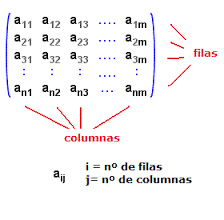 a11 a12 a13 .... a1m
a21 a22 a23 ... a2m
a31 a32 a33 ... a3m
: : : :
an1 an2 an3 .... anm
filas
columnas
aij
i = nº de filas
j= nº de columnas